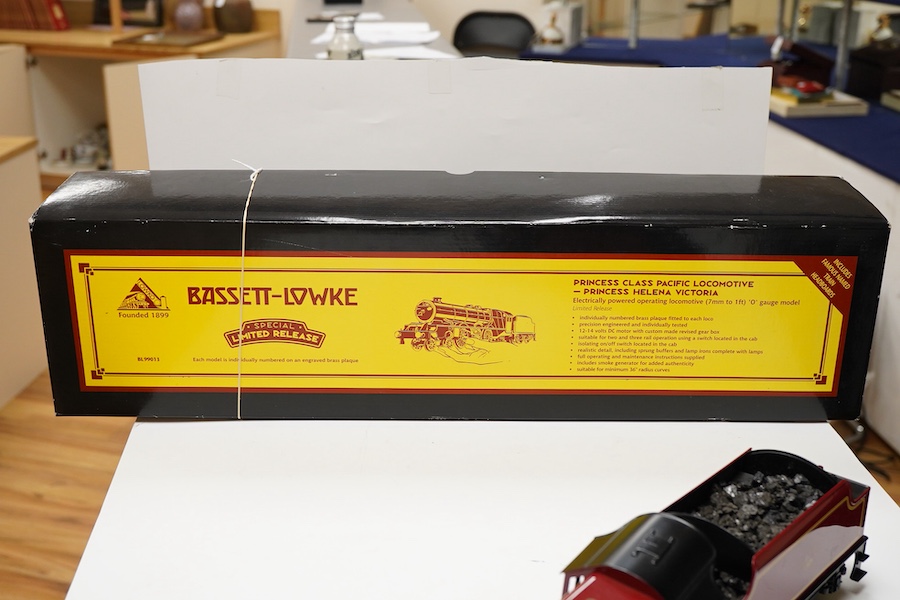 Founded 1899
BASSETT-LOWKE
SPECIAL
LIMITED RELEASE
BL99013
Each model is individually numbered on an engraved brass plaque
PRINCESS CLASS PACIFIC LOCOMOTIVE
— PRINCESS HELENA VICTORIA
Electrically powered operating locomotive (7mm to 1ft) 'O' gauge model
Limited Release
• individually numbered brass plaque fitted to each loco
• precision engineered and individually tested
• 12-14 volts DC motor with custom made revised gear box
• suitable for two and three rail operation using a switch located in the cab
• isolating on/off switch located in the cab
• realistic detail, including sprung buffers and lamp irons complete with lamps
• full operating and maintenance instructions supplied
• includes smoke generator for added authenticity
• suitable for minimum 36" radius curves
INCLUDES
FAMOUS NAMED
TRAIN
HEADBOARDS